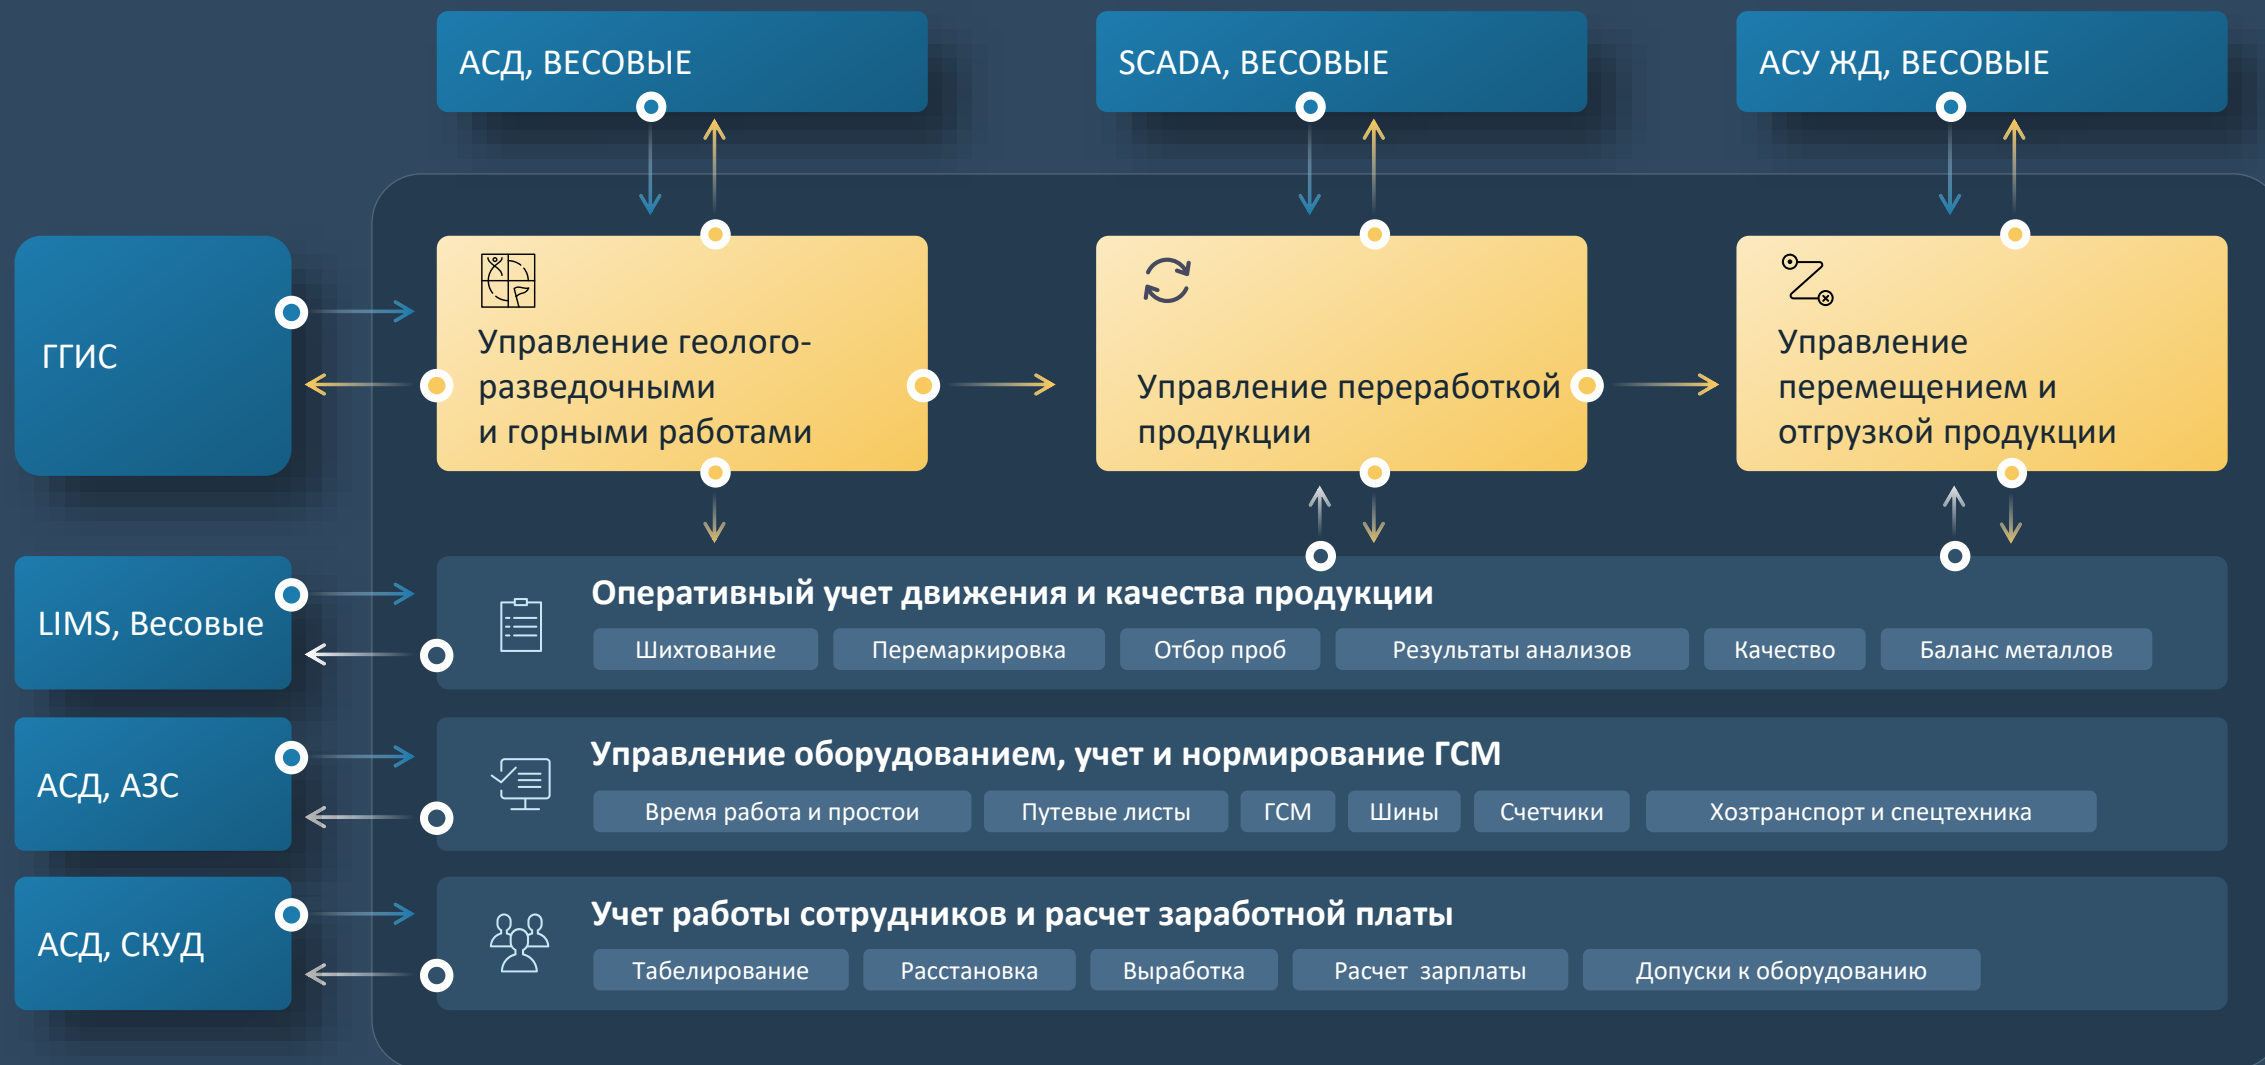 АСД, ВЕСОВЫЕ
SCADA, ВЕСОВЫЕ
АСУ ЖД, ВЕСОВЫЕ
ГГИС
Управление геолого-
разведочными
и горными работами
Управление переработкой
продукции
Управление
перемещением и
отгрузкой продукции
LIMS, Весовые
Оперативный учет движения и качества продукции
Шихтование
Перемаркировка
Отбор проб
Результаты анализов
Качество
Баланс металлов
АСД, АЗС
Управление оборудованием, учет и нормирование ГСМ
Время работа и простои
Путевые листы
ГСМ
Шины
Счетчики
Хозтранспорт и спецтехника
АСД, СКУД
Учет работы сотрудников и расчет заработной платы
Табелирование
Расстановка
Выработка
Расчет зарплаты
Допуски к оборудованию